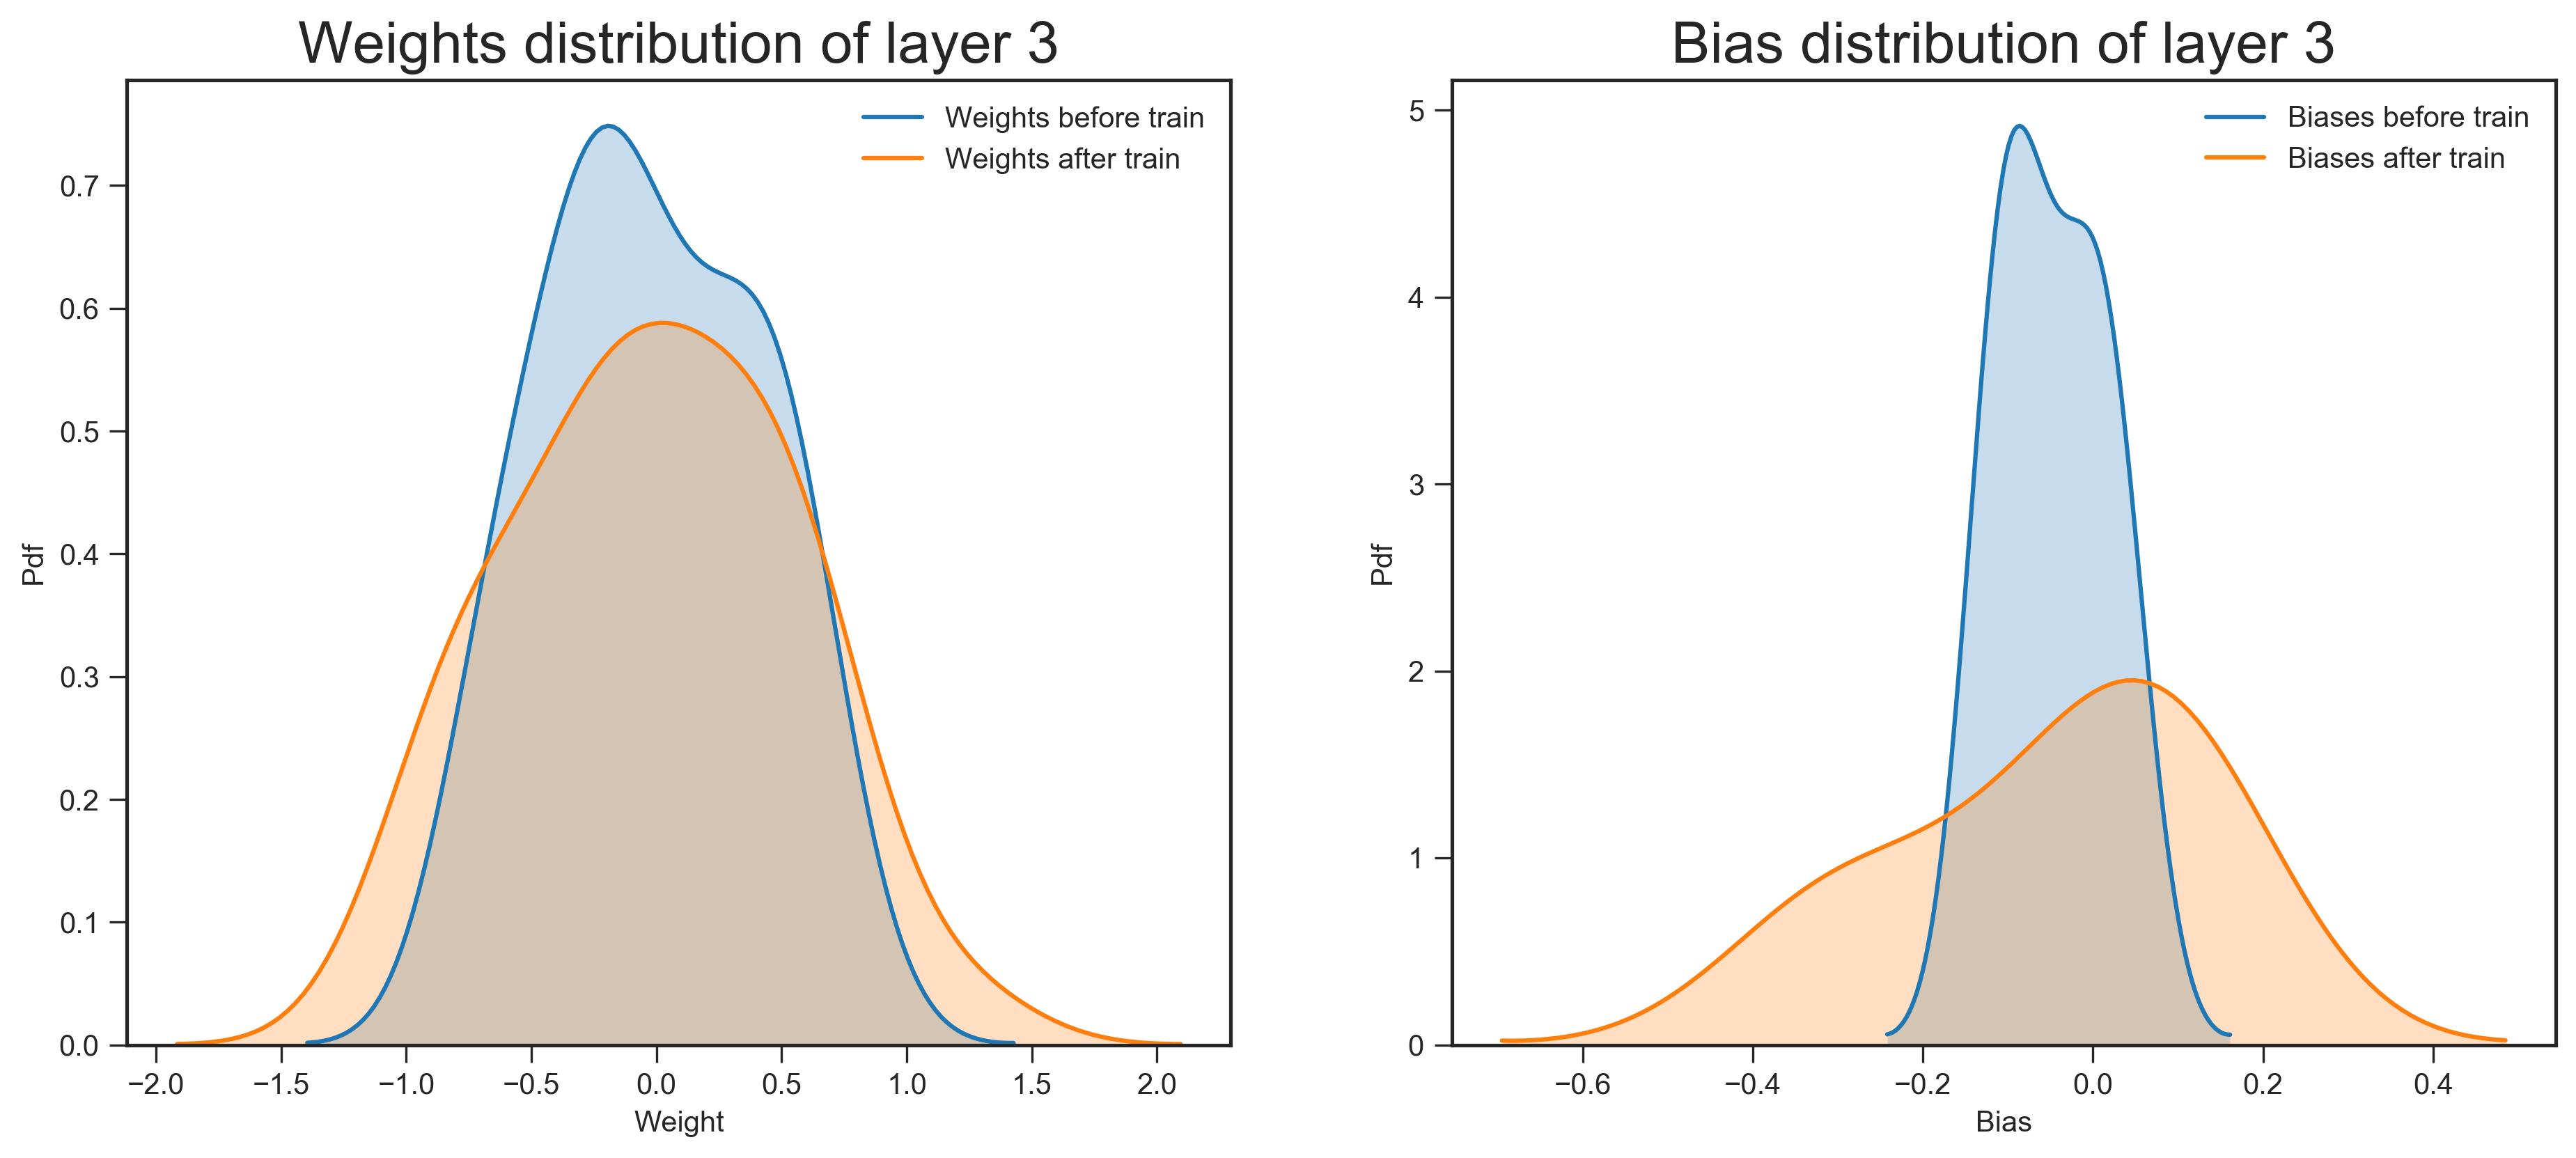 Weights distribution of layer 3
Weights before train
Weights after train
0.7
0.6
0.5
0.4
0.3
0.2
0.1
0.0
Pdf
−2.0 −1.5 −1.0 −0.5 0.0 0.5 1.0 1.5 2.0
Weight
Bias distribution of layer 3
Biases before train
Biases after train
5
4
3
2
1
0
Pdf
−0.6 −0.4 −0.2 0.0 0.2 0.4
Bias